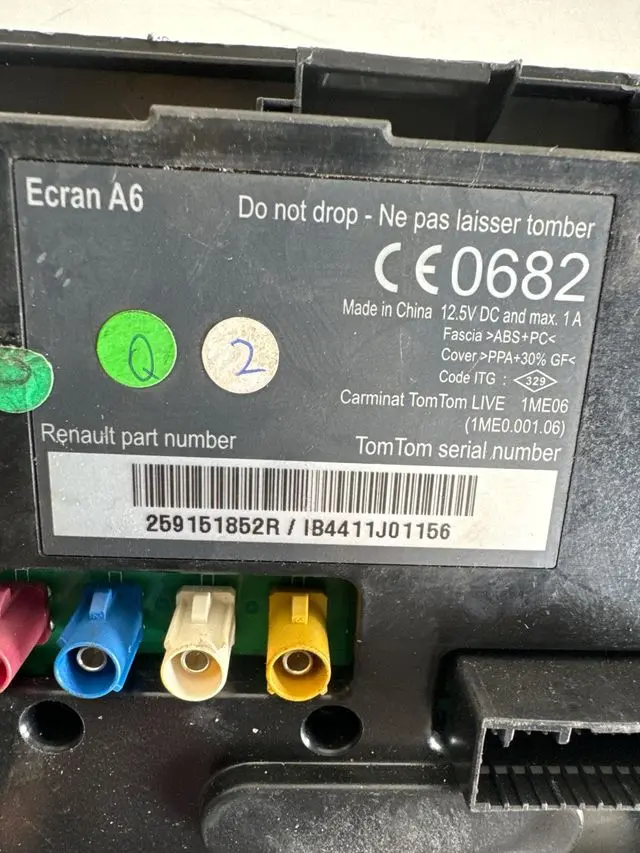 Ecran A6
Do not drop - Ne pas laisser tomber
CE0682
Made in China 12.5V DC and max. 1 A
Fascia >ABS+PC<
Cover >PPA+30% GF<
Code ITG : 329
Carminat TomTom LIVE 1ME06
(1ME0.001.06)
Q
2
Renault part number
TomTom serial number
259151852R / IB4411J01156